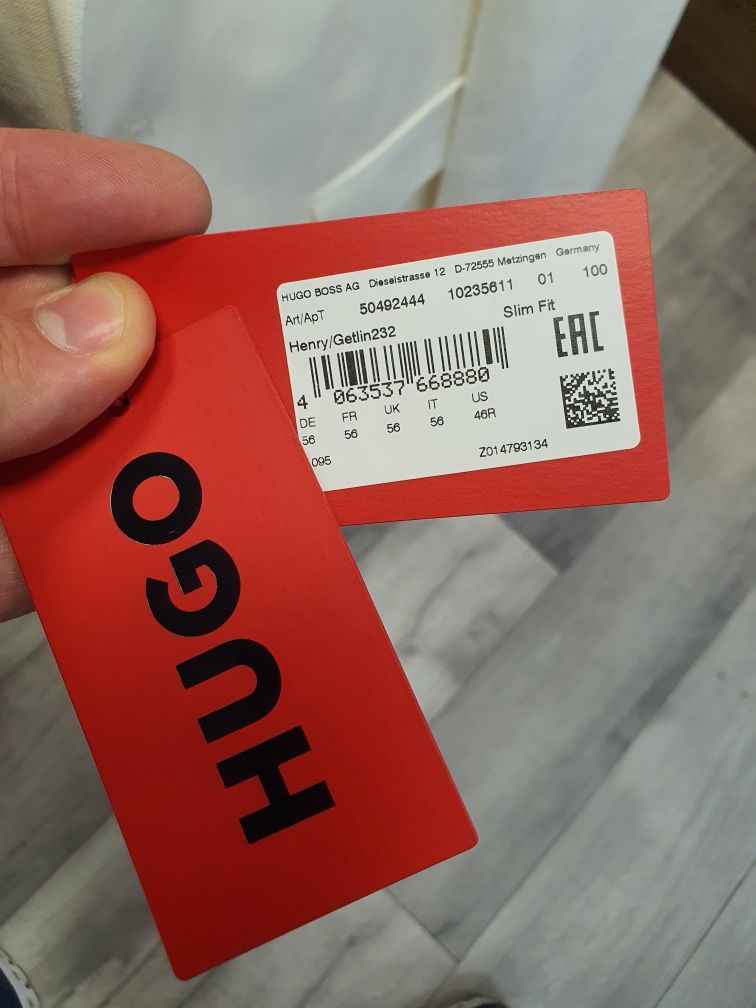 HUGO BOSS AG Dieselstrasse 12 D-72555 Metzingen Germany
Art/ApT 50492444 10235611 01 100
Henry/Getlin232 Slim Fit
EAC
4 063537 668880
DE FR UK IT US
56 56 56 56 46R
095 Z014793134
HUGO